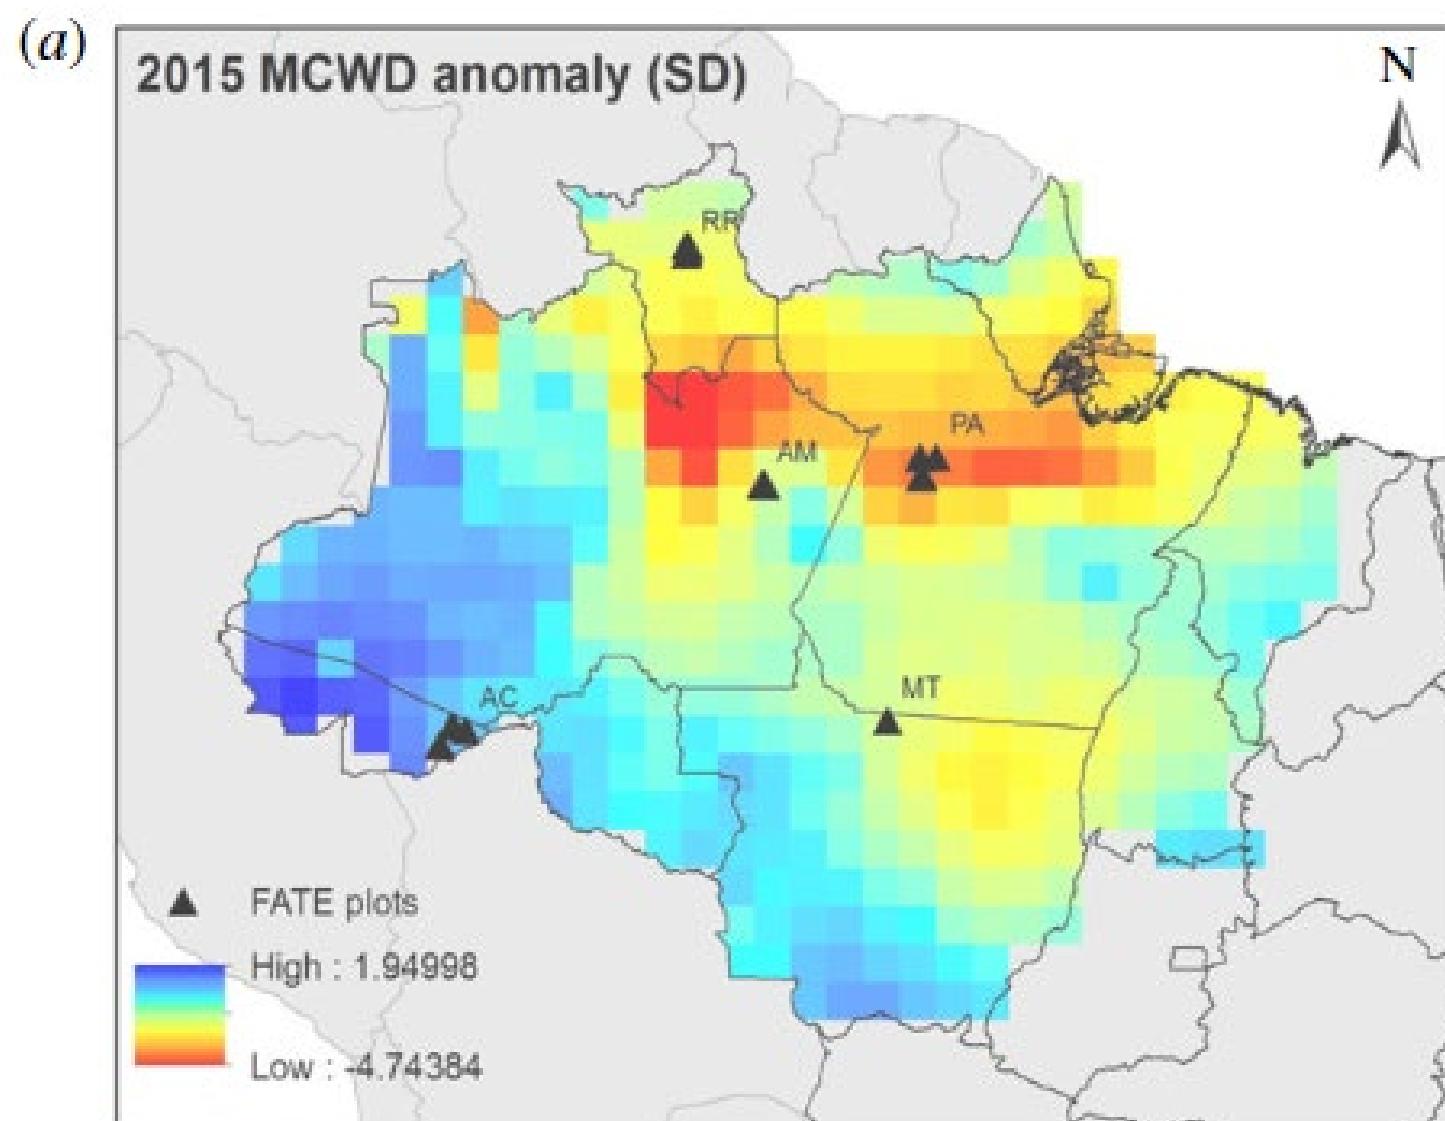 (a)
2015 MCWD anomaly (SD)
N
RR
PA
AM
MT
AC
FATE plots
High : 1.94998
Low : -4.74384